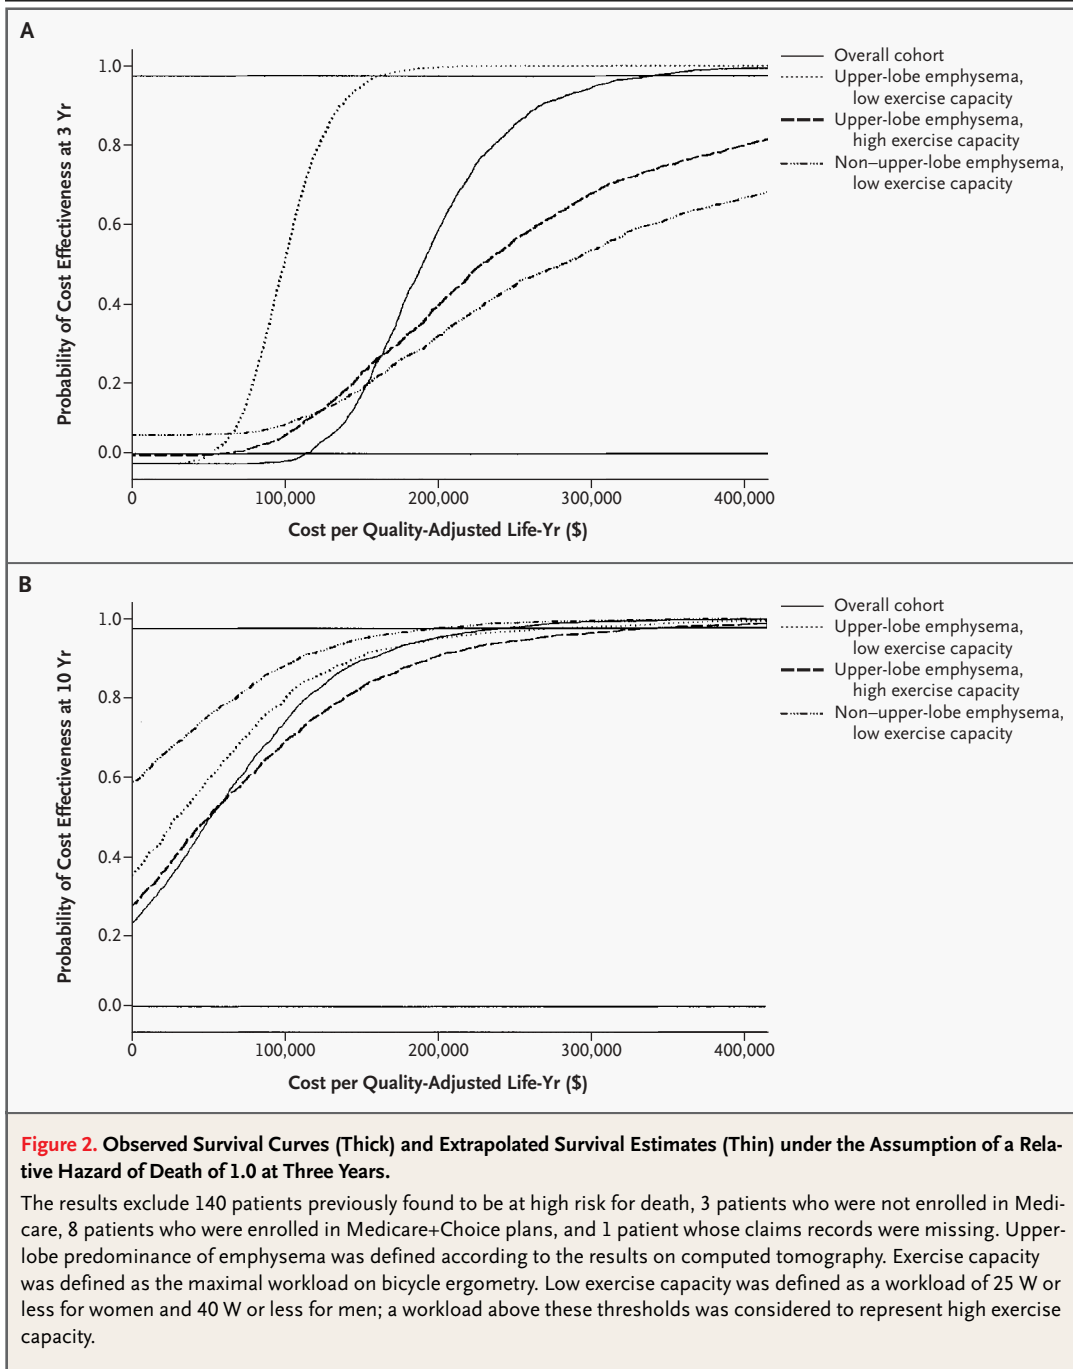 A
1.0
0.8
0.6
0.4
0.2
0.0
Probability of Cost Effectiveness at 3 Yr
0
100,000
200,000
300,000
400,000
Cost per Quality-Adjusted Life-Yr ($)
Overall cohort
Upper-lobe emphysema,
low exercise capacity
Upper-lobe emphysema,
high exercise capacity
Non–upper-lobe emphysema,
low exercise capacity
B
1.0
0.8
0.6
0.4
0.2
0.0
Probability of Cost Effectiveness at 10 Yr
0
100,000
200,000
300,000
400,000
Cost per Quality-Adjusted Life-Yr ($)
Overall cohort
Upper-lobe emphysema,
low exercise capacity
Upper-lobe emphysema,
high exercise capacity
Non–upper-lobe emphysema,
low exercise capacity
Figure 2. Observed Survival Curves (Thick) and Extrapolated Survival Estimates (Thin) under the Assumption of a Rela-
tive Hazard of Death of 1.0 at Three Years.
The results exclude 140 patients previously found to be at high risk for death, 3 patients who were not enrolled in Medi-
care, 8 patients who were enrolled in Medicare+Choice plans, and 1 patient whose claims records were missing. Upper-
lobe predominance of emphysema was defined according to the results on computed tomography. Exercise capacity
was defined as the maximal workload on bicycle ergometry. Low exercise capacity was defined as a workload of 25 W or
less for women and 40 W or less for men; a workload above these thresholds was considered to represent high exercise
capacity.